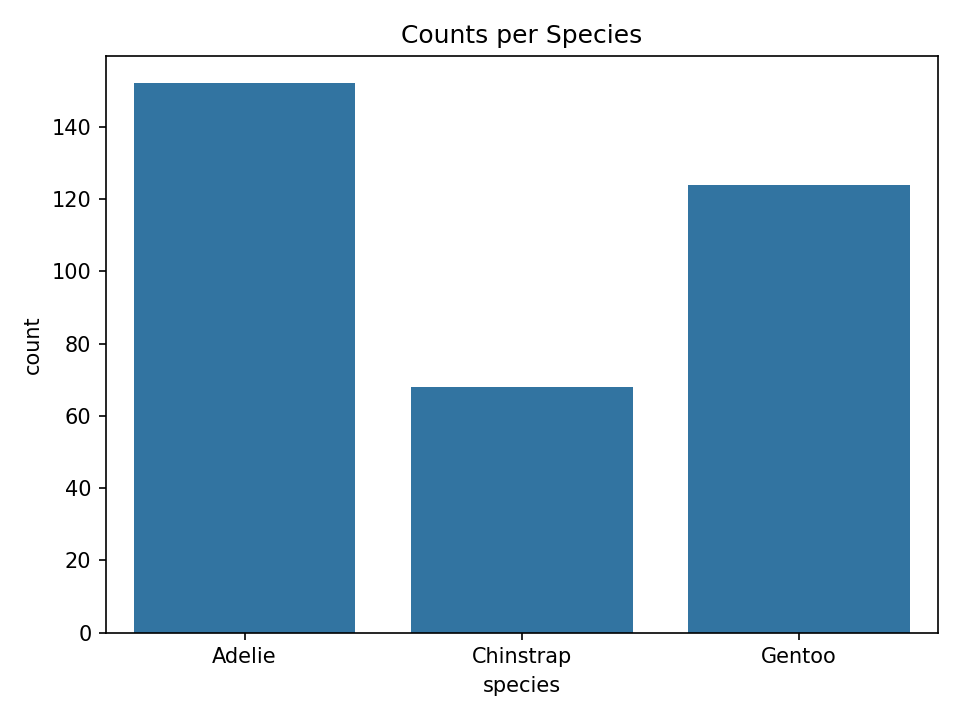 Counts per Species
140
120
100
80
60
40
20
0
count
Adelie
Chinstrap
Gentoo
species